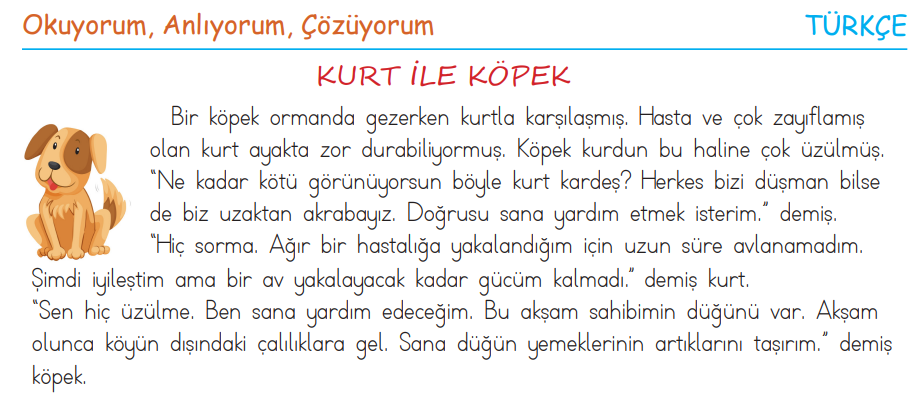 Okuyorum, Anlıyorum, Çözüyorum
TÜRKÇE
KURT İLE KÖPEK
Bir köpek ormanda gezerken kurtla karşılaşmış. Hasta ve çok zayıflamış
olan kurt ayakta zor durabiliyormuş. Köpek kurdun bu haline çok üzülmüş.
“Ne kadar kötü görünüyorsun böyle kurt kardeş? Herkes bizi düşman bilse
de biz uzaktan akrabayız. Doğrusu sana yardım etmek isterim.” demiş.
“Hiç sorma. Ağır bir hastalığa yakalandığım için uzun süre avlanamadım.
Şimdi iyileştim ama bir av yakalayacak kadar gücüm kalmadı.” demiş kurt.
“Sen hiç üzülme. Ben sana yardım edeceğim. Bu akşam sahibimin düğünü var. Akşam
olunca köyün dışındaki çalılıklara gel. Sana düğün yemeklerinin artıklarını taşırım.” demiş
köpek.